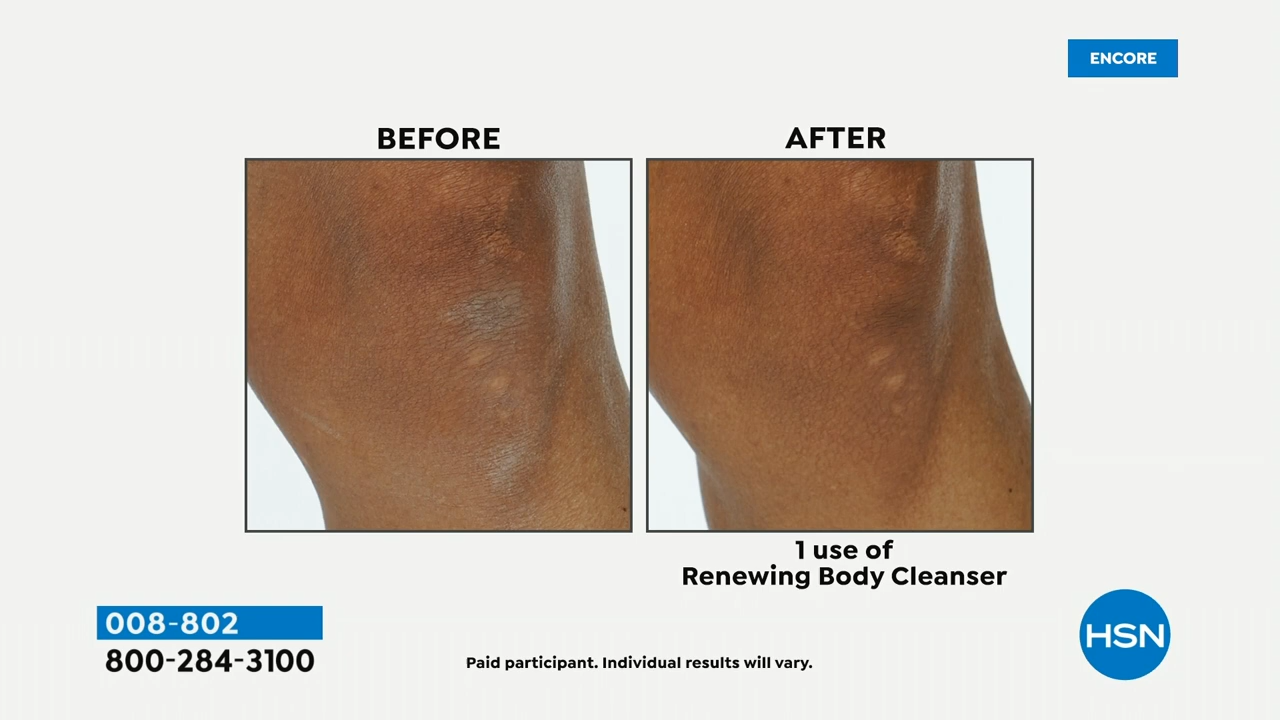 ENCORE
BEFORE
AFTER
1 use of
Renewing Body Cleanser
008-802
800-284-3100
Paid participant. Individual results will vary.
HSN